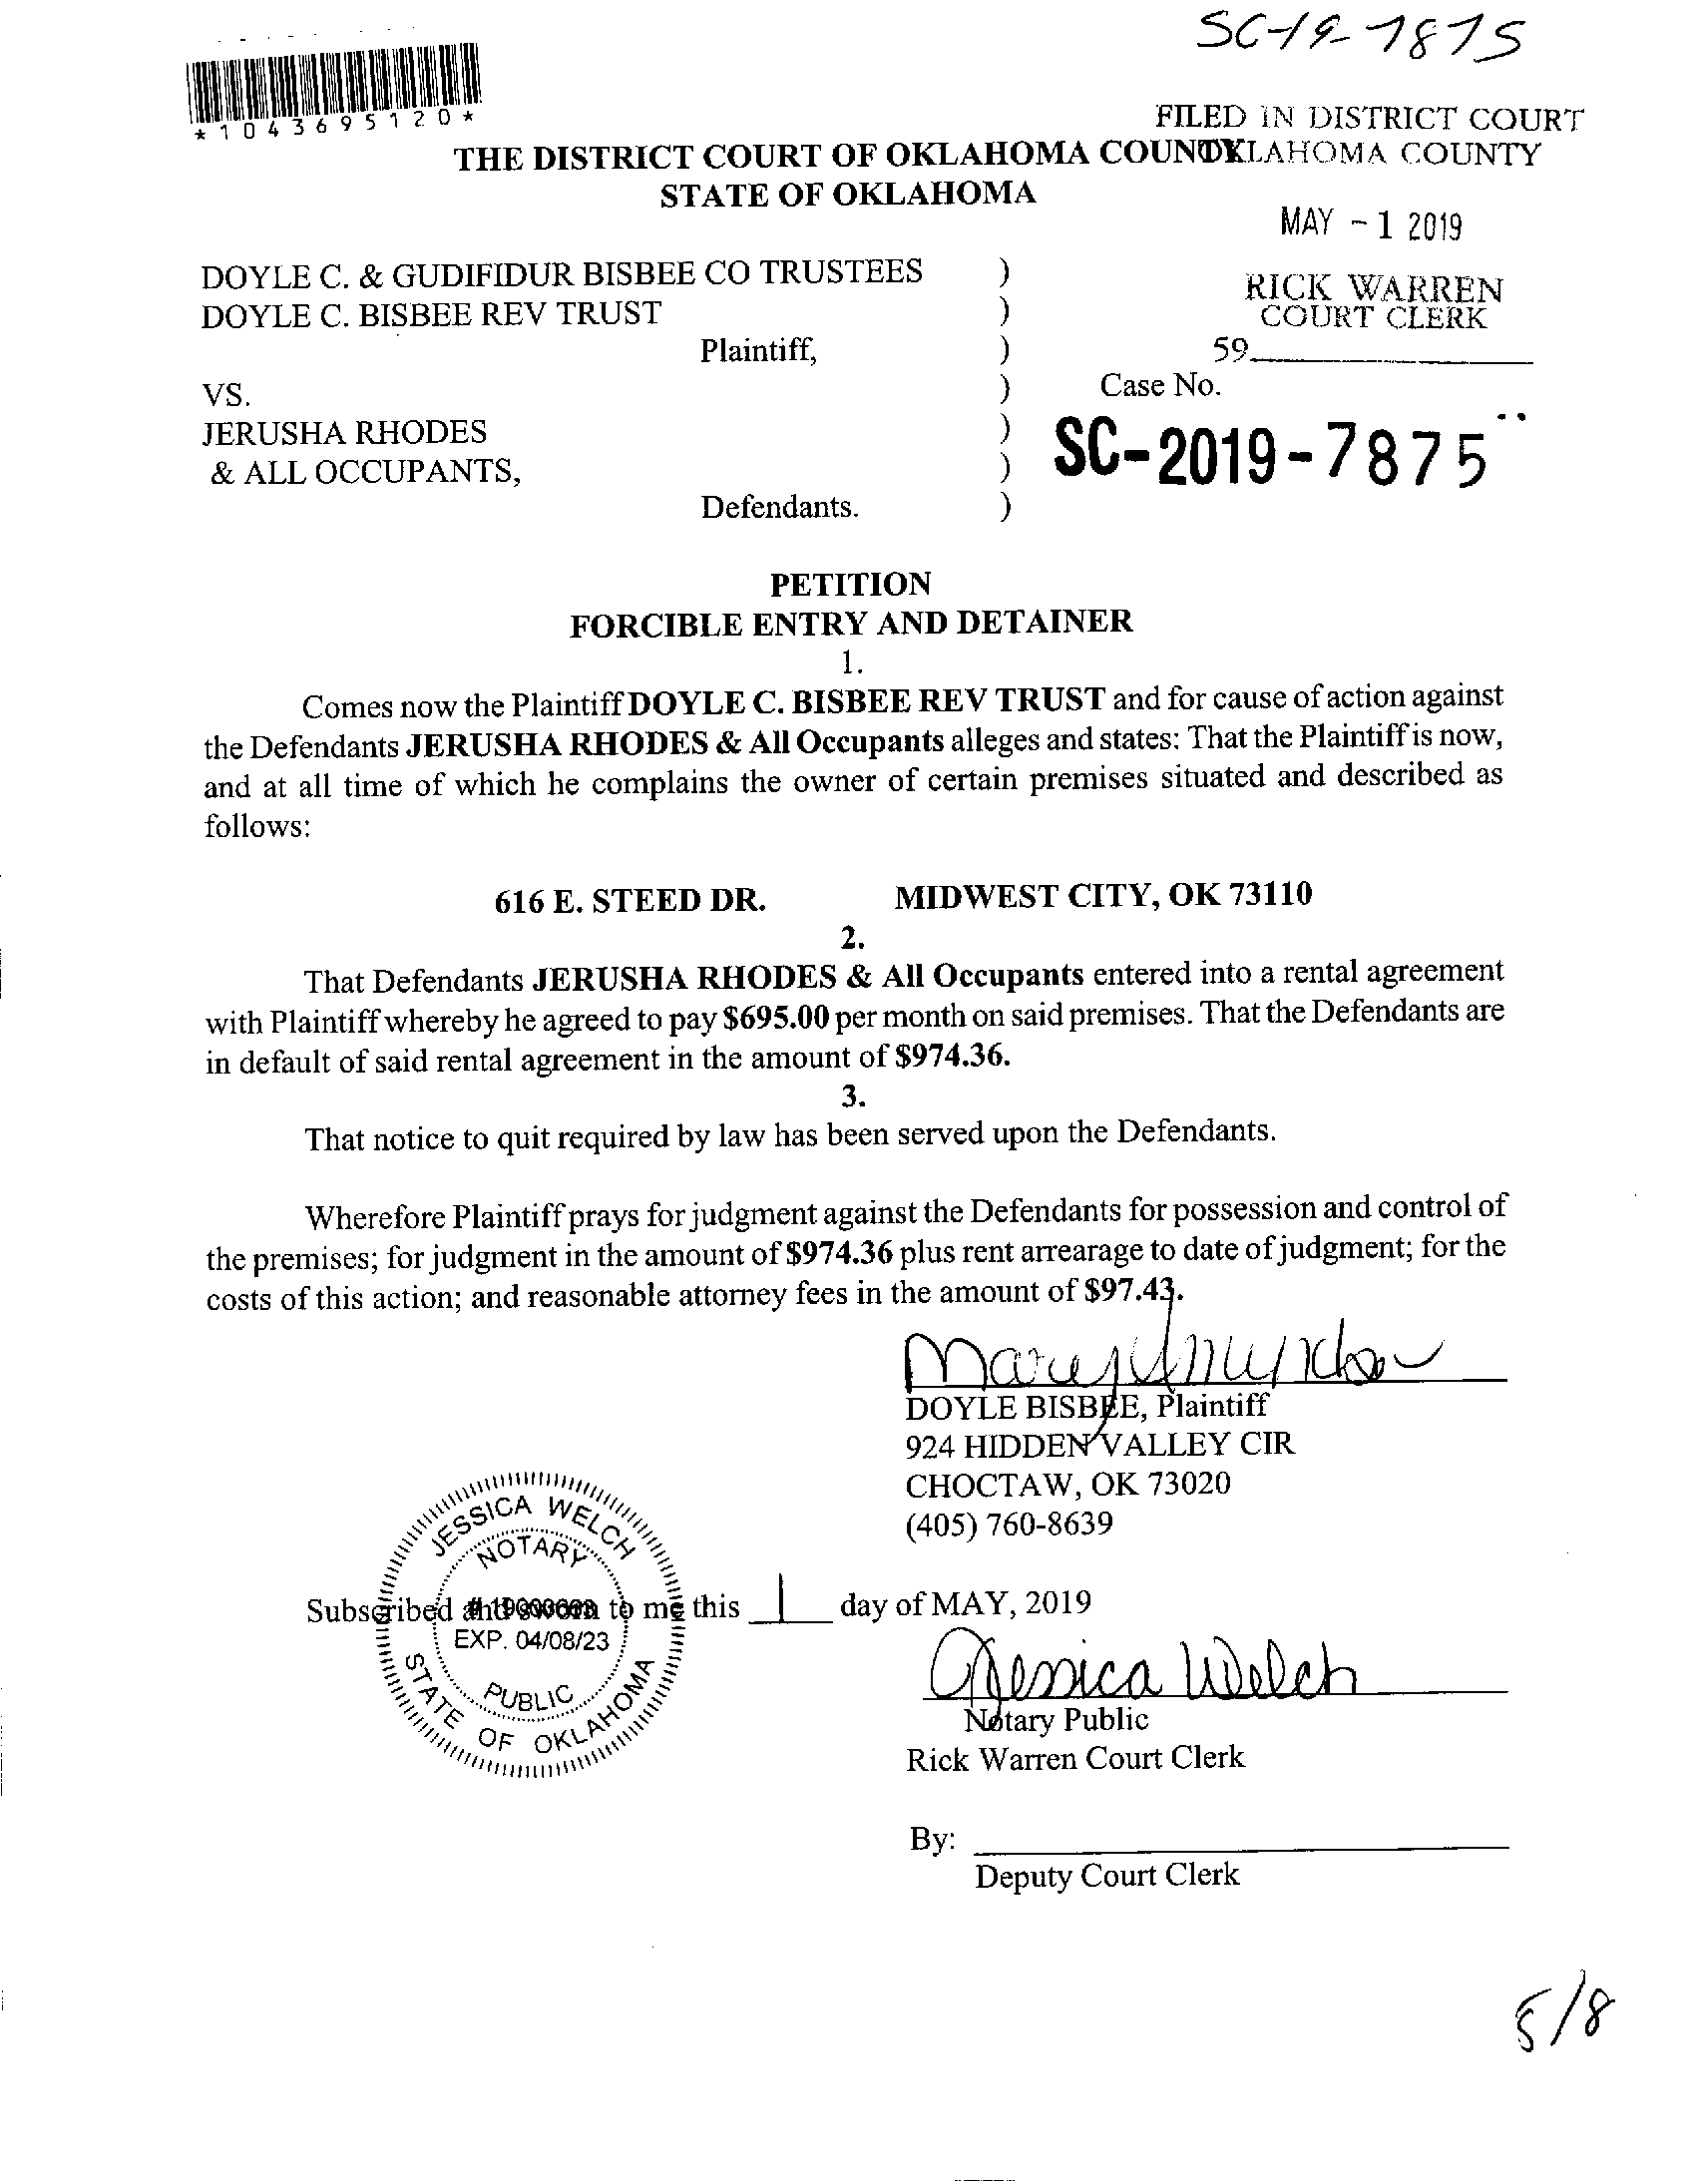 SC-19-7875
*1043695120*
FILED IN DISTRICT COURT
OKLAHOMA COUNTY
THE DISTRICT COURT OF OKLAHOMA COUNTY
STATE OF OKLAHOMA
MAY -1 2019
RICK WARREN
COURT CLERK
59
DOYLE C. & GUDIFIDUR BISBEE CO TRUSTEES )
DOYLE C. BISBEE REV TRUST )
Plaintiff, )
VS. )
JERUSHA RHODES )
& ALL OCCUPANTS, )
Defendants. )
Case No.
SC-2019-7875
PETITION
FORCIBLE ENTRY AND DETAINER
1.
Comes now the Plaintiff DOYLE C. BISBEE REV TRUST and for cause of action against
the Defendants JERUSHA RHODES & All Occupants alleges and states: That the Plaintiff is now,
and at all time of which he complains the owner of certain premises situated and described as
follows:
616 E. STEED DR. MIDWEST CITY, OK 73110
2.
That Defendants JERUSHA RHODES & All Occupants entered into a rental agreement
with Plaintiff whereby he agreed to pay $695.00 per month on said premises. That the Defendants are
in default of said rental agreement in the amount of $974.36.
3.
That notice to quit required by law has been served upon the Defendants.
Wherefore Plaintiff prays for judgment against the Defendants for possession and control of
the premises; for judgment in the amount of $974.36 plus rent arrearage to date of judgment; for the
costs of this action; and reasonable attorney fees in the amount of $97.43.
DOYLE BISBEE, Plaintiff
924 HIDDEN VALLEY CIR
CHOCTAW, OK 73020
(405) 760-8639
JESSICA WELCH
NOTARY
EXP. 04/08/23
PUBLIC
STATE OF OKLAHOMA
Subscribed and sworn to me this 1 day of MAY, 2019
Jessica Welch
Notary Public
Rick Warren Court Clerk
By:
Deputy Court Clerk
5/8